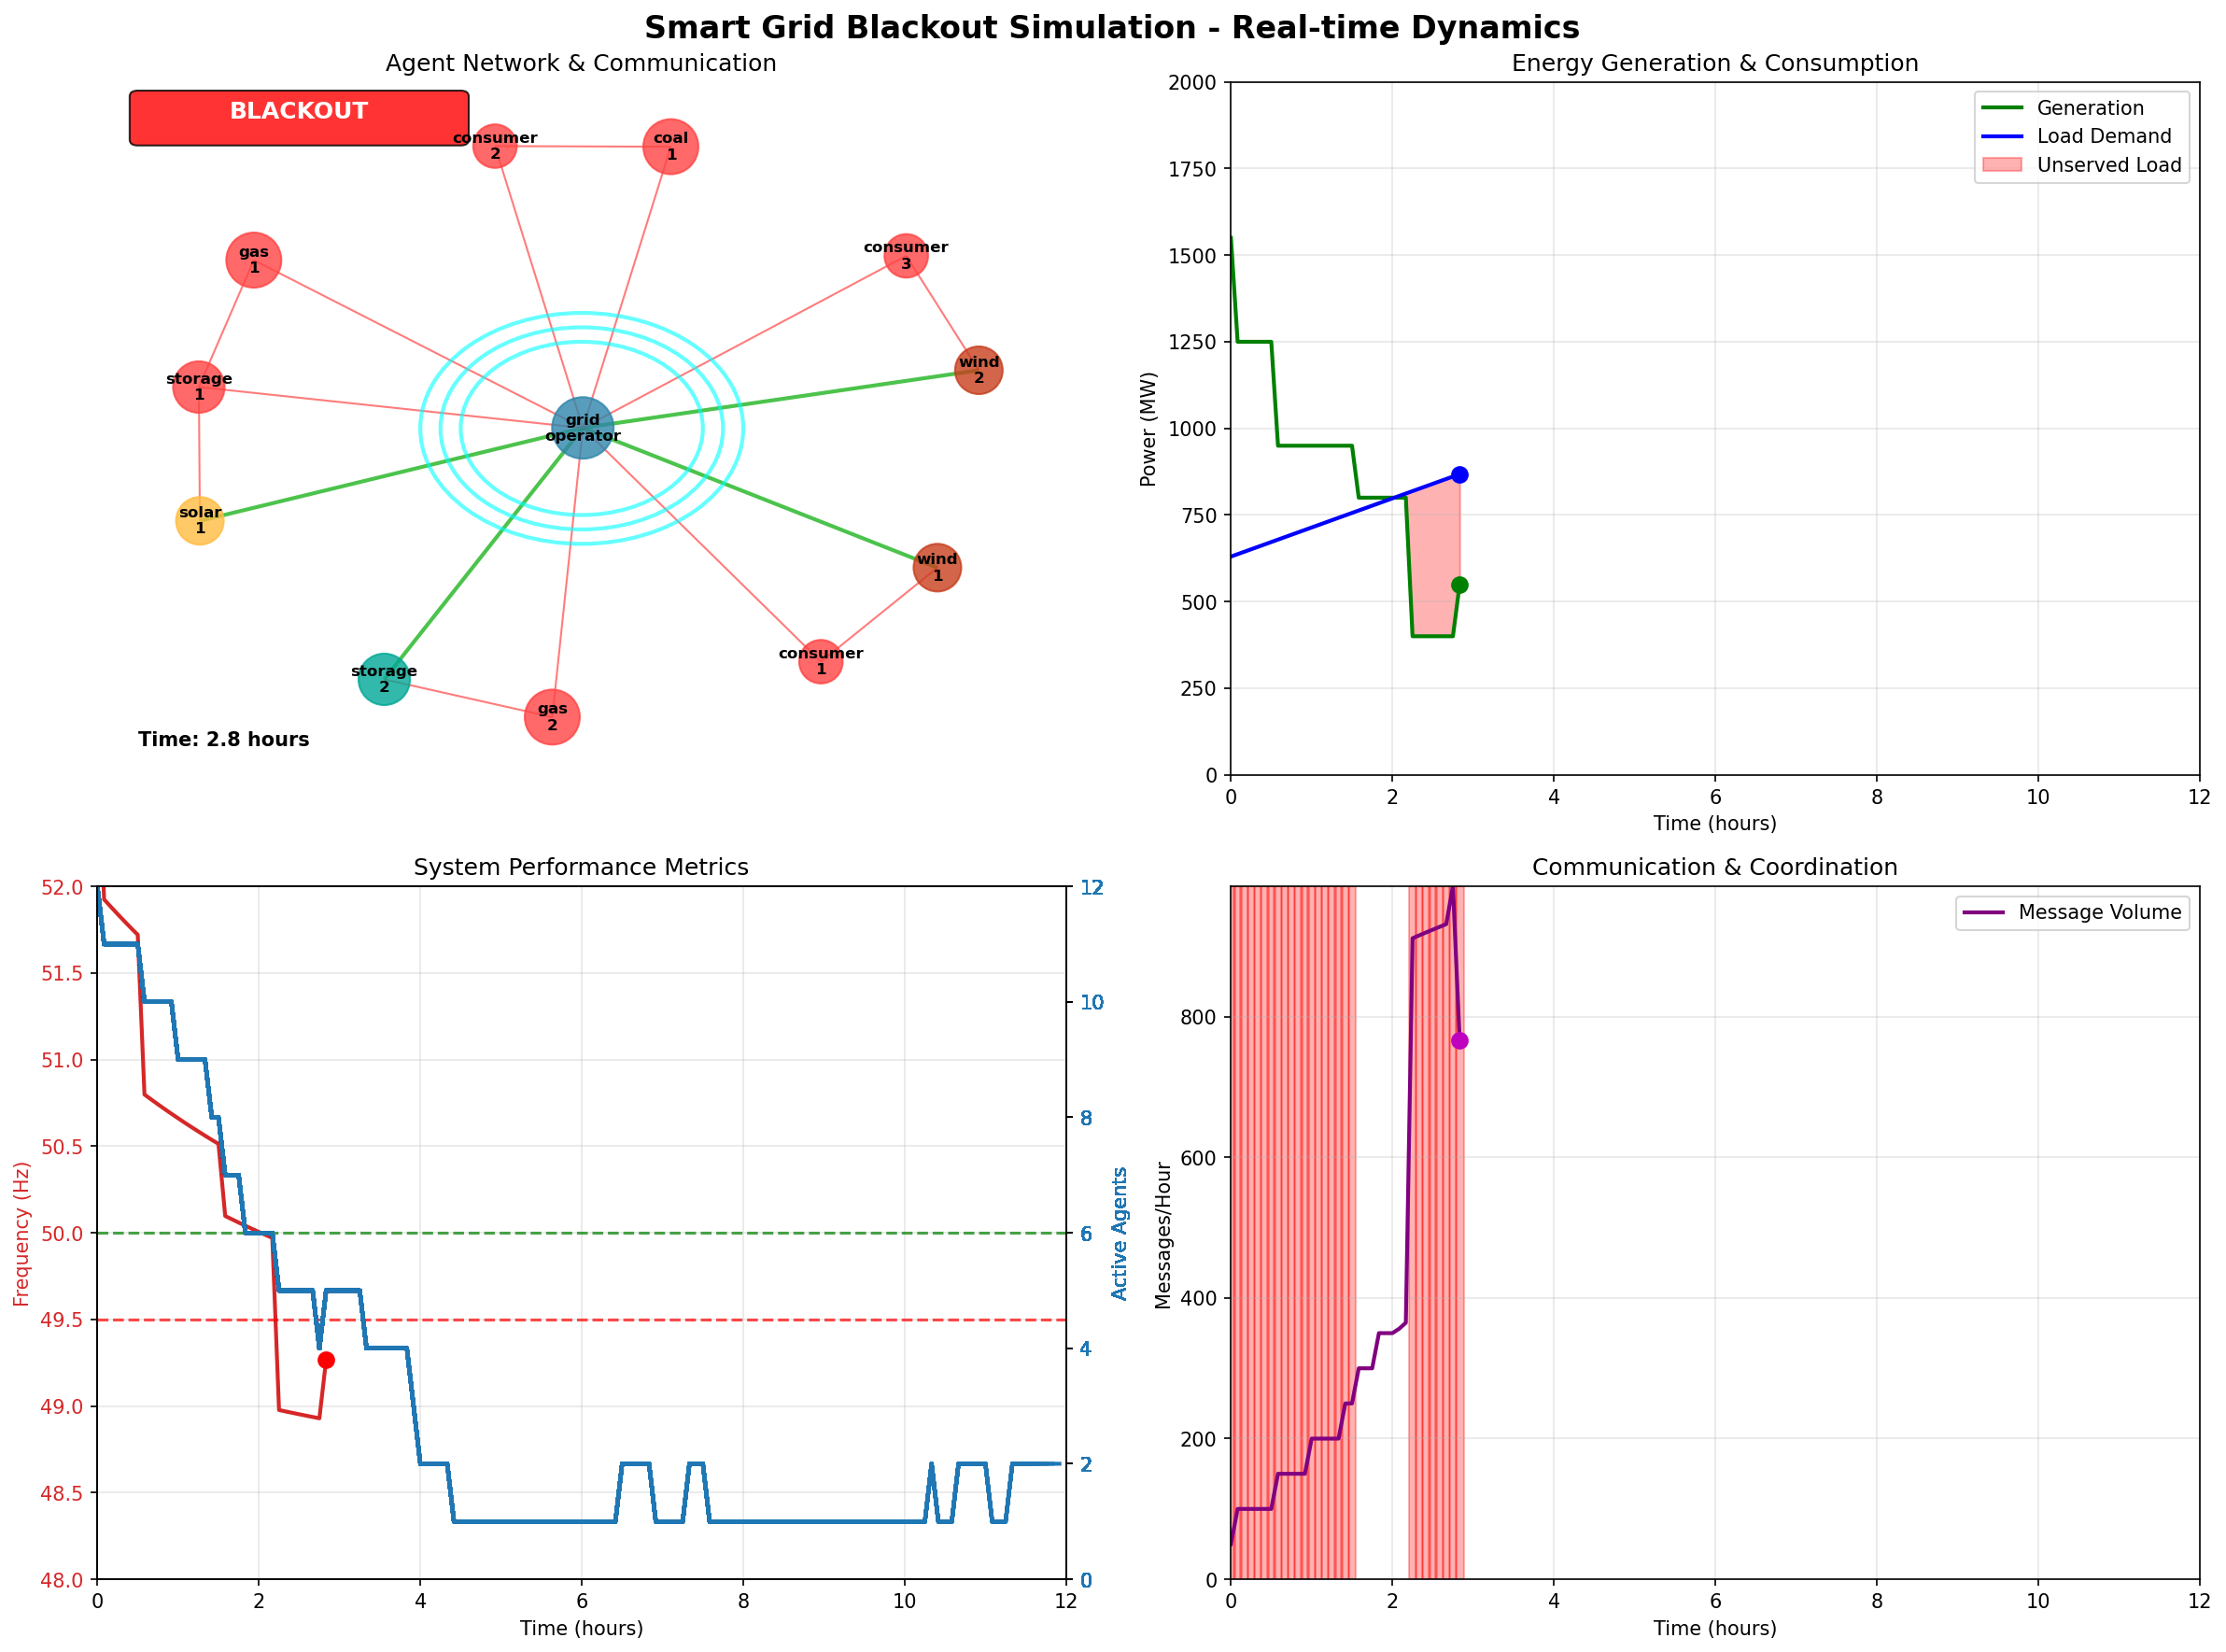 Smart Grid Blackout Simulation - Real-time Dynamics
Agent Network & Communication
BLACKOUT
consumer
2
coal
1
gas
1
consumer
3
storage
1
wind
2
grid
operator
solar
1
wind
1
consumer
1
storage
2
gas
2
Time: 2.8 hours
Energy Generation & Consumption
Generation
Load Demand
Unserved Load
2000
1750
1500
1250
1000
750
500
250
0
Power (MW)
0 2 4 6 8 10 12
Time (hours)
System Performance Metrics
52.0
51.5
51.0
50.5
50.0
49.5
49.0
48.5
48.0
Frequency (Hz)
12
10
8
6
4
2
0
Active Agents
0 2 4 6 8 10 12
Time (hours)
Communication & Coordination
Message Volume
800
600
400
200
0
Messages/Hour
0 2 4 6 8 10 12
Time (hours)